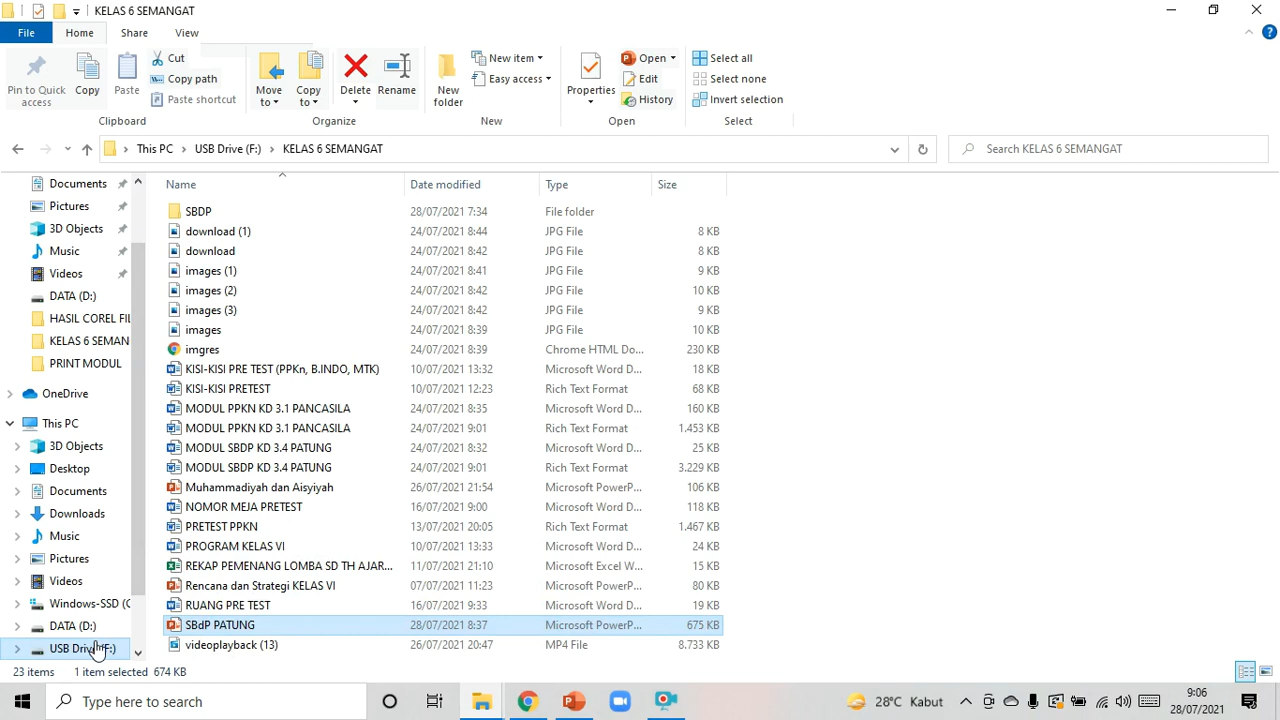 KELAS 6 SEMANGAT
File Home Share View
Pin to Quick access
Copy
Paste
Cut
Copy path
Paste shortcut
Move to
Copy to
Delete
Rename
New folder
New item
Easy access
Properties
Open
Edit
History
Select all
Select none
Invert selection
Clipboard Organize New Open Select
This PC USB Drive (F:) KELAS 6 SEMANGAT Search KELAS 6 SEMANGAT
Documents
Pictures
3D Objects
Music
Videos
DATA (D:)
HASIL COREL FIL
KELAS 6 SEMAN
PRINT MODUL
OneDrive
This PC
3D Objects
Desktop
Documents
Downloads
Music
Pictures
Videos
Windows-SSD (C
DATA (D:)
USB Drive (F:)
Name Date modified Type Size
SBDP 28/07/2021 7:34 File folder
download (1) 24/07/2021 8:44 JPG File 8 KB
download 24/07/2021 8:42 JPG File 8 KB
images (1) 24/07/2021 8:41 JPG File 9 KB
images (2) 24/07/2021 8:42 JPG File 10 KB
images (3) 24/07/2021 8:42 JPG File 9 KB
images 24/07/2021 8:39 JPG File 10 KB
imgres 24/07/2021 8:39 Chrome HTML Do... 230 KB
KISI-KISI PRE TEST (PPKn, B.INDO, MTK) 10/07/2021 13:32 Microsoft Word D... 18 KB
KISI-KISI PRETEST 10/07/2021 12:23 Rich Text Format 68 KB
MODUL PPKN KD 3.1 PANCASILA 24/07/2021 8:35 Microsoft Word D... 160 KB
MODUL PPKN KD 3.1 PANCASILA 24/07/2021 9:01 Rich Text Format 1.453 KB
MODUL SBDP KD 3.4 PATUNG 24/07/2021 8:32 Microsoft Word D... 25 KB
MODUL SBDP KD 3.4 PATUNG 24/07/2021 9:01 Rich Text Format 3.229 KB
Muhammadiyah dan Aisyiyah 26/07/2021 21:54 Microsoft PowerP... 106 KB
NOMOR MEJA PRETEST 16/07/2021 9:00 Microsoft Word D... 118 KB
PRETEST PPKN 13/07/2021 20:05 Rich Text Format 1.467 KB
PROGRAM KELAS VI 10/07/2021 13:33 Microsoft Word D... 24 KB
REKAP PEMENANG LOMBA SD TH AJAR... 11/07/2021 21:10 Microsoft Excel W... 15 KB
Rencana dan Strategi KELAS VI 07/07/2021 11:23 Microsoft PowerP... 80 KB
RUANG PRE TEST 16/07/2021 9:33 Microsoft Word D... 19 KB
SBdP PATUNG 28/07/2021 8:37 Microsoft PowerP... 675 KB
videoplayback (13) 26/07/2021 20:47 MP4 File 8.733 KB
23 items 1 item selected 674 KB
Type here to search
28°C Kabut
9:06
28/07/2021